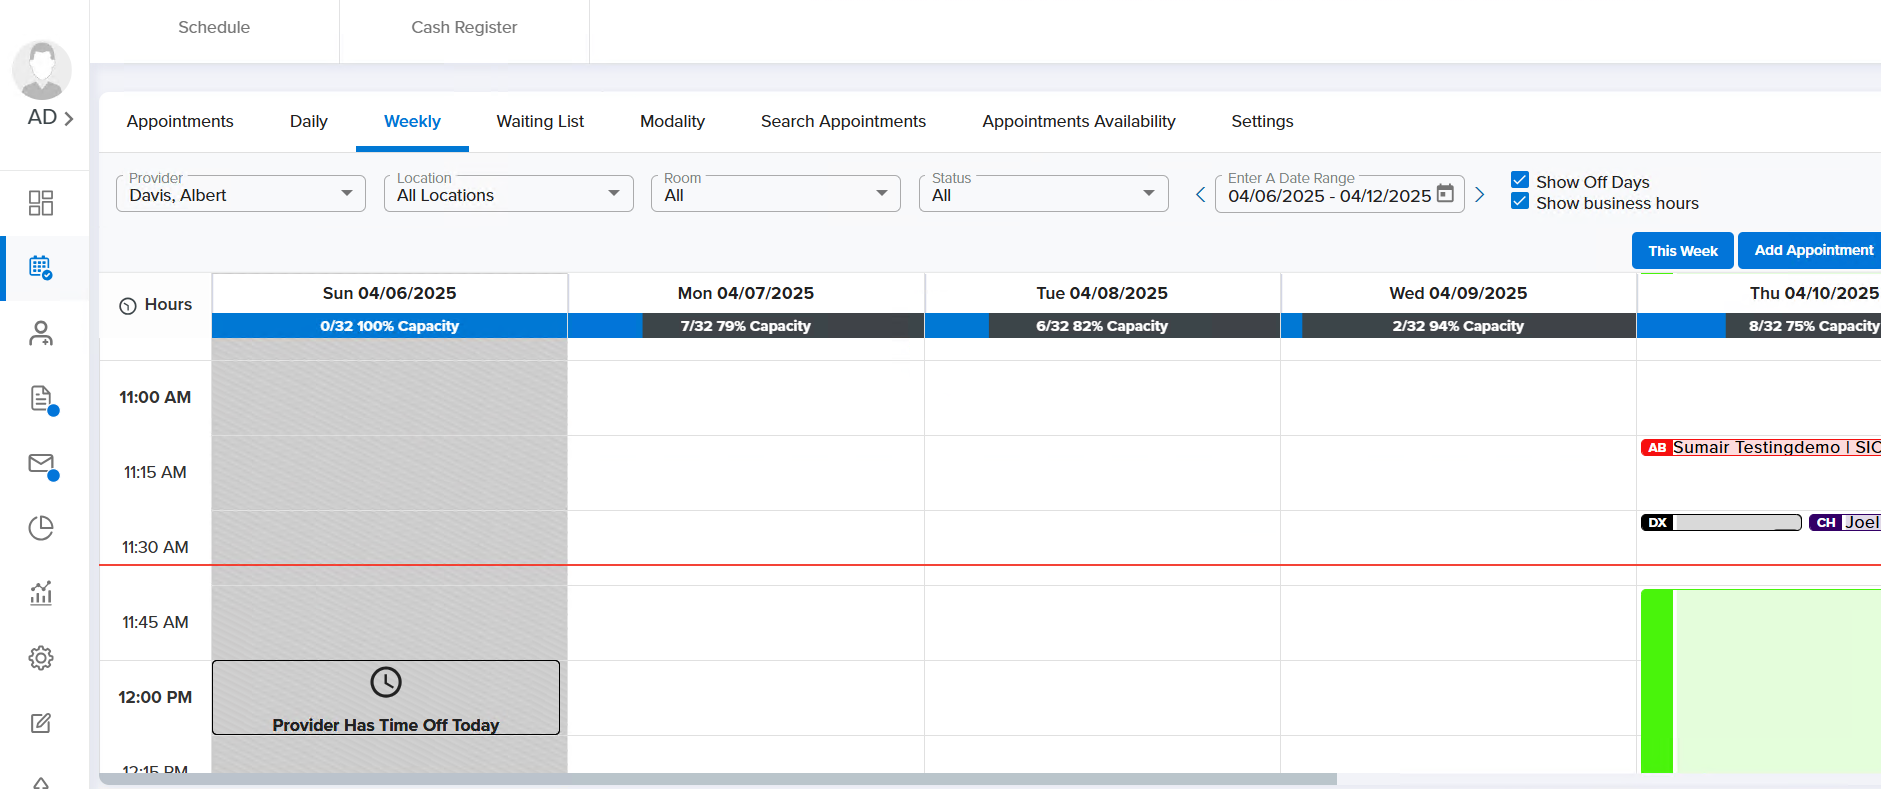 Schedule
Cash Register
AD
Appointments
Daily
Weekly
Waiting List
Modality
Search Appointments
Appointments Availability
Settings
Provider
Davis, Albert
Location
All Locations
Room
All
Status
All
Enter A Date Range
04/06/2025 - 04/12/2025
Show Off Days
Show business hours
This Week
Add Appointment
Hours
Sun 04/06/2025
Mon 04/07/2025
Tue 04/08/2025
Wed 04/09/2025
Thu 04/10/2025
0/32 100% Capacity
7/32 79% Capacity
6/32 82% Capacity
2/32 94% Capacity
8/32 75% Capacity
11:00 AM
11:15 AM
AB Sumair Testingdemo | SIC
11:30 AM
DX
CH Joel
11:45 AM
12:00 PM
Provider Has Time Off Today
12:15 PM